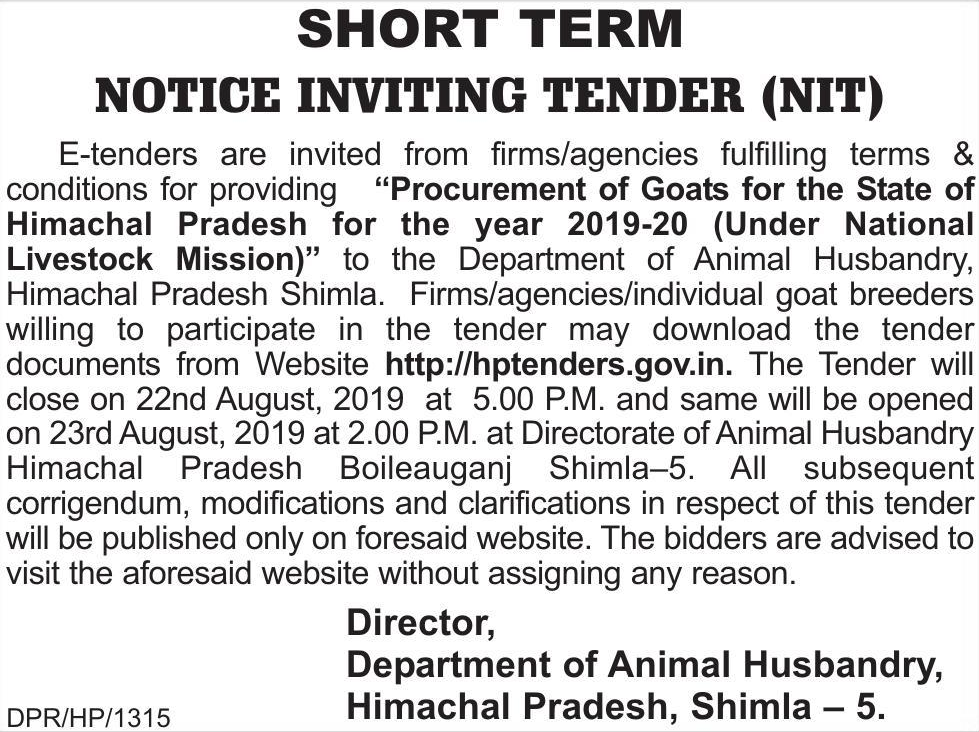 SHORT TERM
NOTICE INVITING TENDER (NIT)
E-tenders are invited from firms/agencies fulfilling terms &
conditions for providing “Procurement of Goats for the State of
Himachal Pradesh for the year 2019-20 (Under National
Livestock Mission)” to the Department of Animal Husbandry,
Himachal Pradesh Shimla. Firms/agencies/individual goat breeders
willing to participate in the tender may download the tender
documents from Website http://hptenders.gov.in. The Tender will
close on 22nd August, 2019 at 5.00 P.M. and same will be opened
on 23rd August, 2019 at 2.00 P.M. at Directorate of Animal Husbandry
Himachal Pradesh Boileauganj Shimla–5. All subsequent
corrigendum, modifications and clarifications in respect of this tender
will be published only on foresaid website. The bidders are advised to
visit the aforesaid website without assigning any reason.
Director,
Department of Animal Husbandry,
Himachal Pradesh, Shimla – 5.
DPR/HP/1315